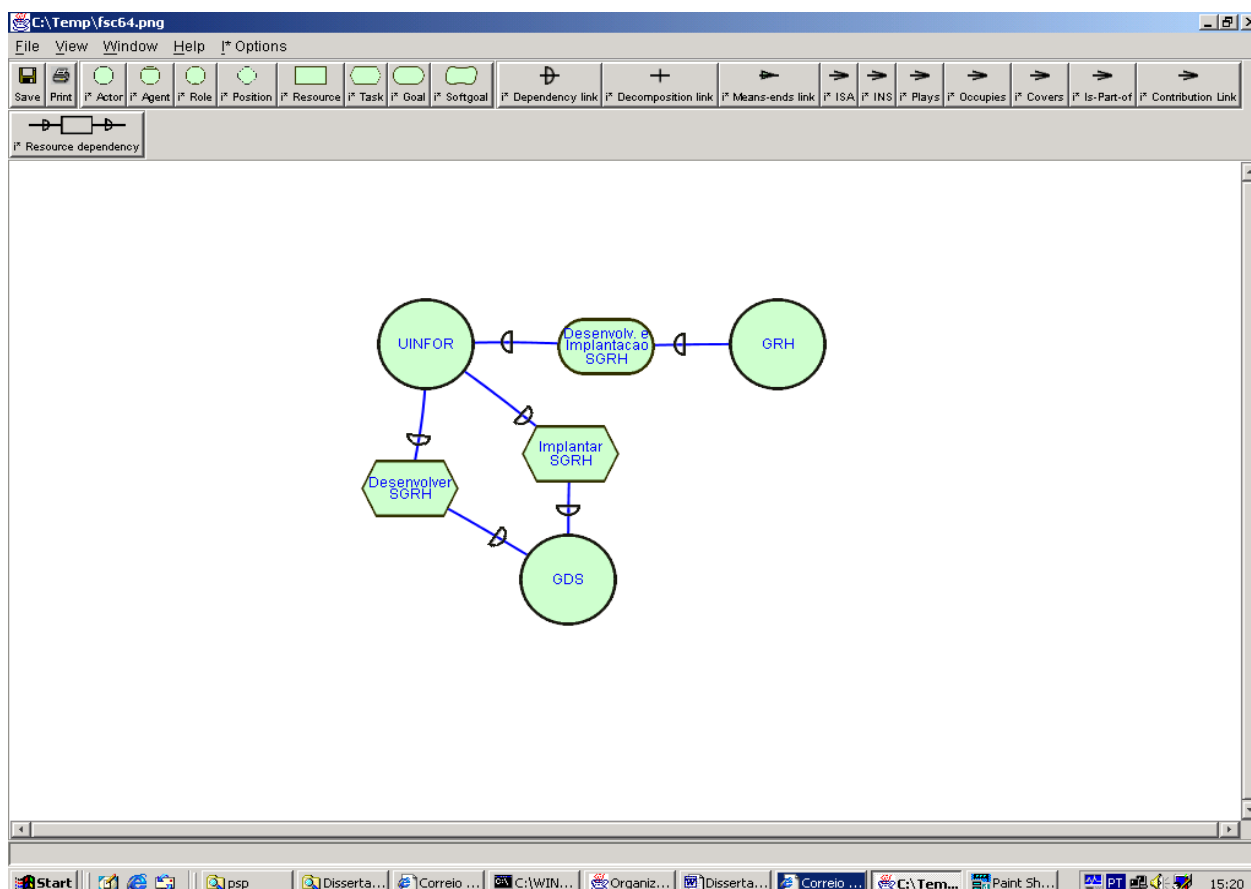 C:\Temp\fsc64.png
File View Window Help I* Options
Save Print i* Actor i* Agent i* Role i* Position i* Resource i* Task i* Goal i* Softgoal i* Dependency link i* Decomposition link i* Means-ends link i* ISA i* INS i* Plays i* Occupies i* Covers i* Is-Part-of i* Contribution Link
i* Resource dependency
UINFOR
Desenvolv. e
Implantacao
SGRH
GRH
Implantar
SGRH
Desenvolver
SGRH
GDS
Start psp Disserta... Correio ... C:\WIN... Organiz... Disserta... Correio ... C:\Tem... Paint Sh... PT 15:20